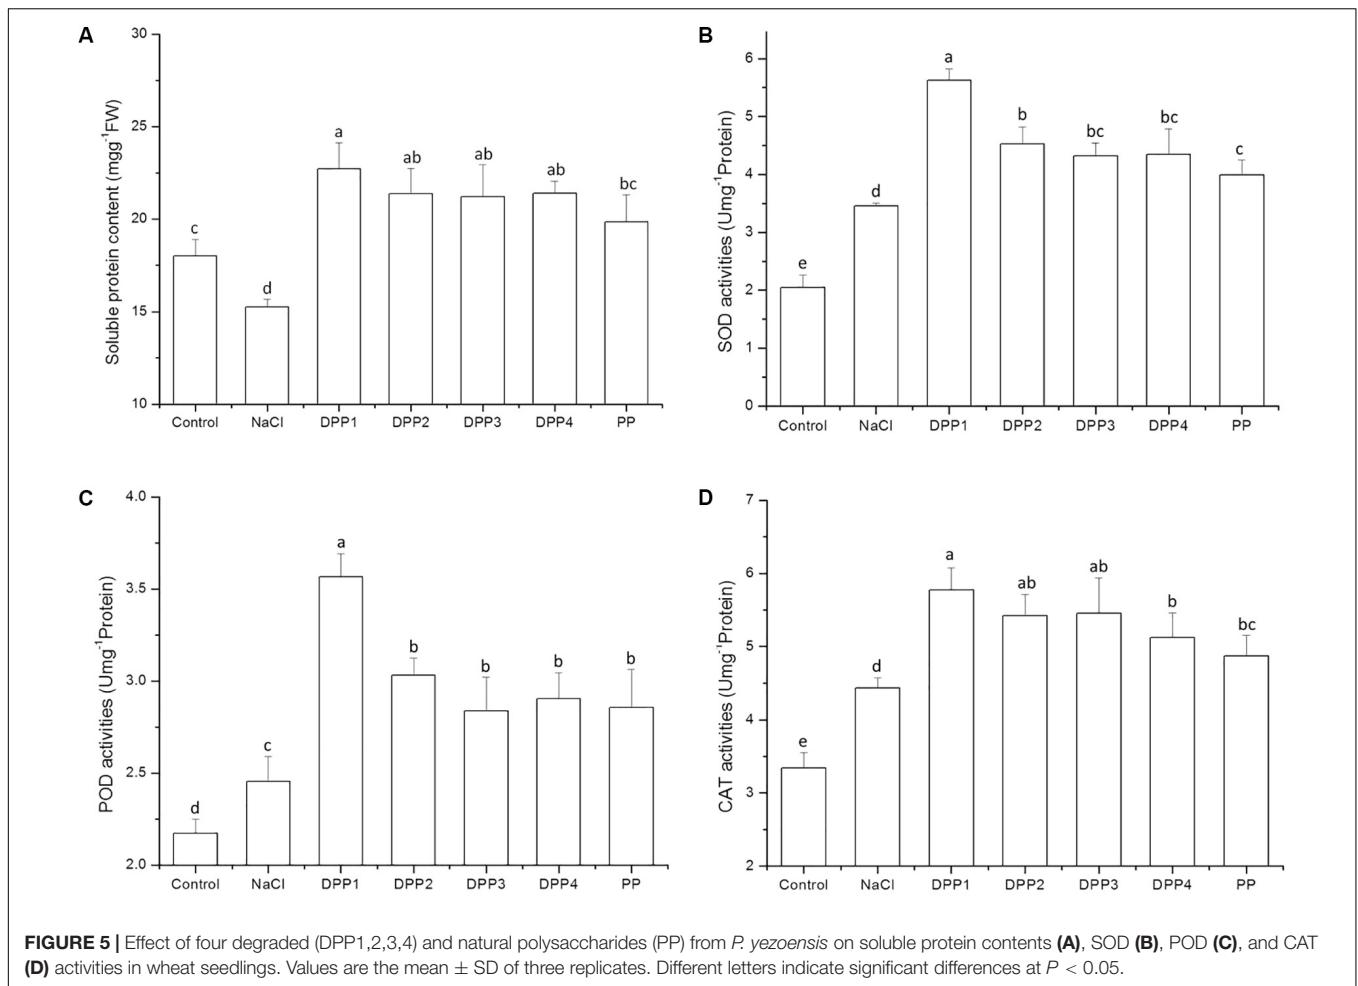 A
30
25
20
15
10
Soluble protein content (mgg⁻¹FW)
c
d
a
ab
ab
ab
bc
Control NaCl DPP1 DPP2 DPP3 DPP4 PP
B
6
5
4
3
2
1
0
SOD activities (Umg⁻¹Protein)
e
d
a
b
bc
bc
c
Control NaCl DPP1 DPP2 DPP3 DPP4 PP
C
4.0
3.5
3.0
2.5
2.0
POD activities (Umg⁻¹Protein)
d
c
a
b
b
b
b
Control NaCl DPP1 DPP2 DPP3 DPP4 PP
D
7
6
5
4
3
2
CAT activities (Umg⁻¹Protein)
e
d
a
ab
ab
b
bc
Control NaCl DPP1 DPP2 DPP3 DPP4 PP
FIGURE 5 | Effect of four degraded (DPP1,2,3,4) and natural polysaccharides (PP) from P. yezoensis on soluble protein contents (A), SOD (B), POD (C), and CAT
(D) activities in wheat seedlings. Values are the mean ± SD of three replicates. Different letters indicate significant differences at P < 0.05.